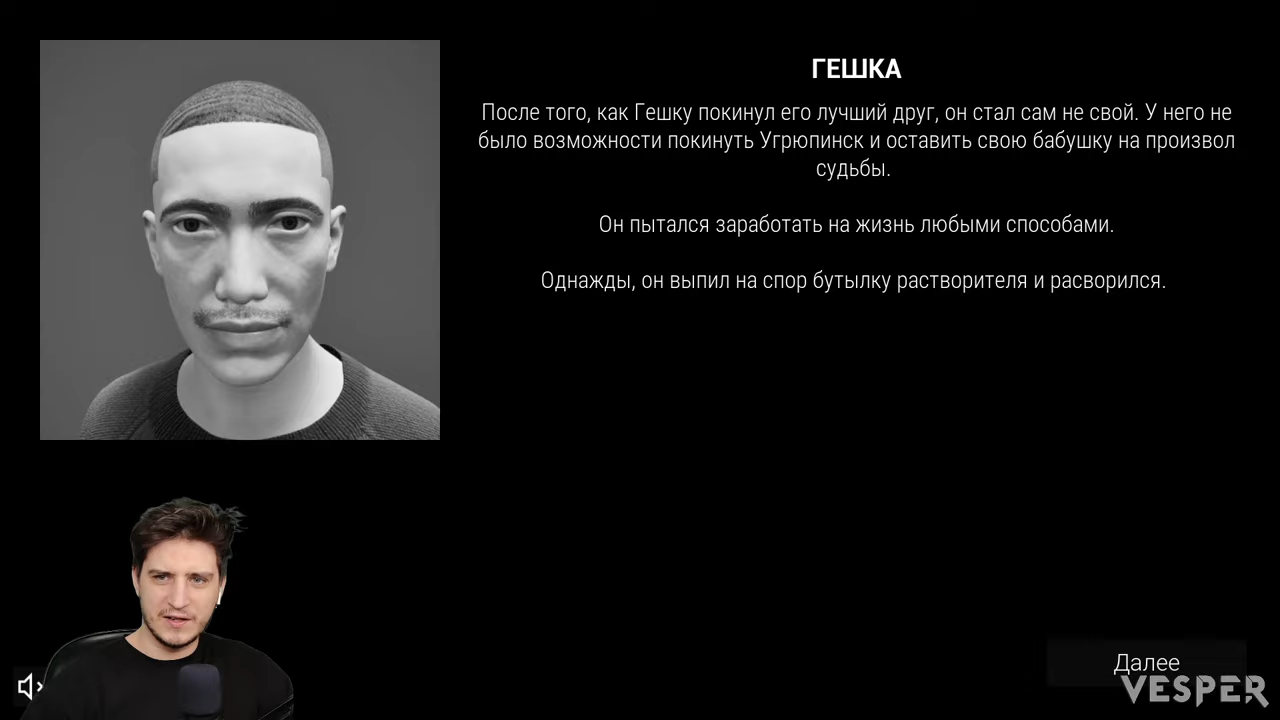 ГЕШКА
После того, как Гешку покинул его лучший друг, он стал сам не свой. У него не
было возможности покинуть Угрюпинск и оставить свою бабушку на произвол
судьбы.
Он пытался заработать на жизнь любыми способами.
Однажды, он выпил на спор бутылку растворителя и расворился.
Далее
VESPER